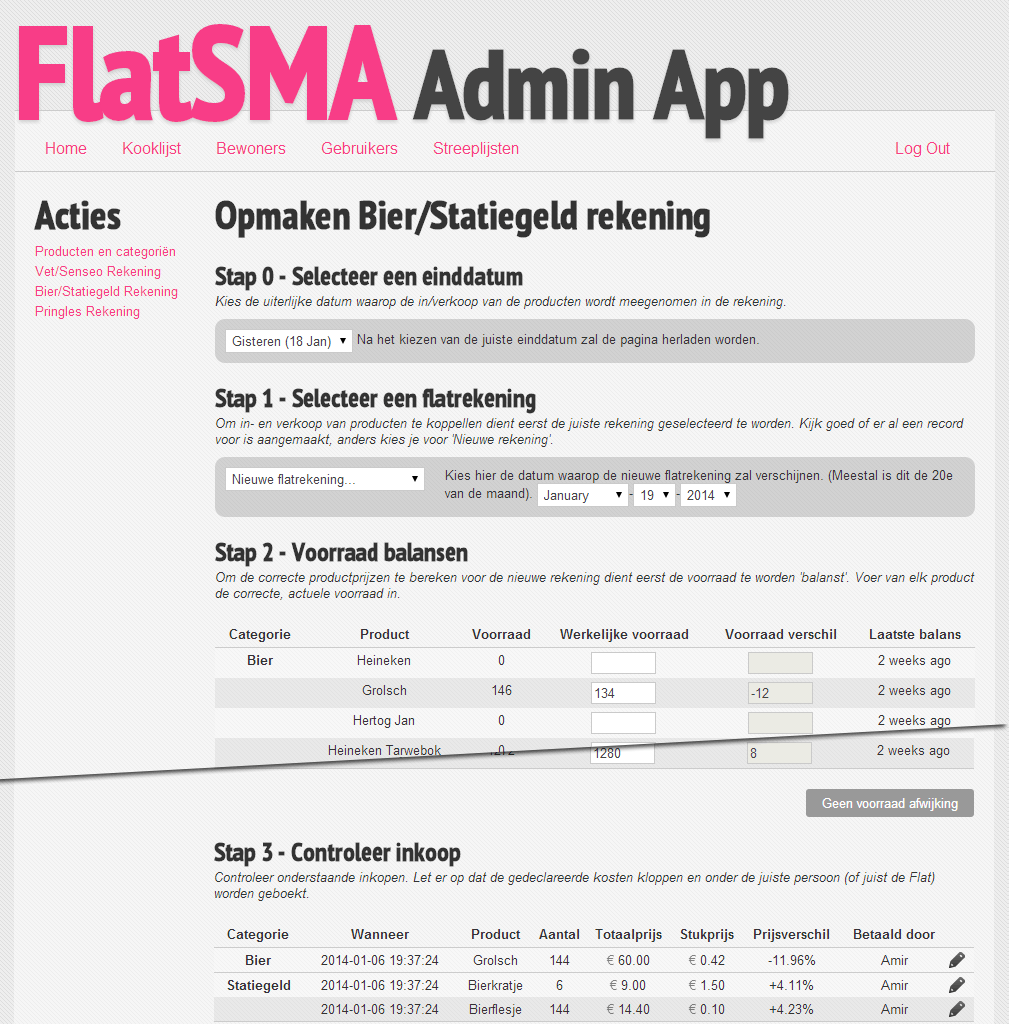 FlatSMA Admin App
Home Kooklijst Bewoners Gebruikers Streeplijsten Log Out
Acties
Producten en categoriën
Vet/Senseo Rekening
Bier/Statiegeld Rekening
Pringles Rekening
Opmaken Bier/Statiegeld rekening
Stap 0 - Selecteer een einddatum
Kies de uiterlijke datum waarop de in/verkoop van de producten wordt meegenomen in de rekening.
Gisteren (18 Jan) Na het kiezen van de juiste einddatum zal de pagina herladen worden.
Stap 1 - Selecteer een flatrekening
Om in- en verkoop van producten te koppellen dient eerst de juiste rekening geselecteerd te worden. Kijk goed of er al een record
voor is aangemaakt, anders kies je voor 'Nieuwe rekening'.
Nieuwe flatrekening...
Kies hier de datum waarop de nieuwe flatrekening zal verschijnen. (Meestal is dit de 20e
van de maand). January - 19 - 2014
Stap 2 - Voorraad balansen
Om de correcte productprijzen te bereken voor de nieuwe rekening dient eerst de voorraad te worden 'balanst'. Voer van elk product
de correcte, actuele voorraad in.
Categorie Product Voorraad Werkelijke voorraad Voorraad verschil Laatste balans
Bier Heineken 0 2 weeks ago
Grolsch 146 134 -12 2 weeks ago
Hertog Jan 0 2 weeks ago
Heineken Tarwebok 1280 8 2 weeks ago
Geen voorraad afwijking
Stap 3 - Controleer inkoop
Controleer onderstaande inkopen. Let er op dat de gedeclareerde kosten kloppen en onder de juiste persoon (of juist de Flat)
worden geboekt.
Categorie Wanneer Product Aantal Totaalprijs Stukprijs Prijsverschil Betaald door
Bier 2014-01-06 19:37:24 Grolsch 144 € 60.00 € 0.42 -11.96% Amir
Statiegeld 2014-01-06 19:37:24 Bierkratje 6 € 9.00 € 1.50 +4.11% Amir
2014-01-06 19:37:24 Bierflesje 144 € 14.40 € 0.10 +4.23% Amir